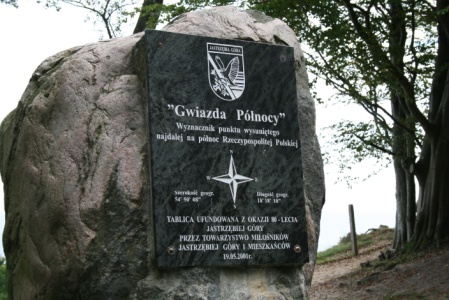 JASTRZĘBIA GÓRA
"Gwiazda Północy"
Wyznacznik punktu wysuniętego
najdalej na północ Rzeczypospolitej Polskiej
Szerokość geogr. Długość geogr.
54° 50' 08" 18° 18' 10"
TABLICA UFUNDOWANA Z OKAZJI 80-LECIA
JASTRZĘBIEJ GÓRY
PRZEZ TOWARZYSTWO MIŁOŚNIKÓW
JASTRZĘBIEJ GÓRY I MIESZKAŃCÓW
19.05.2001r.